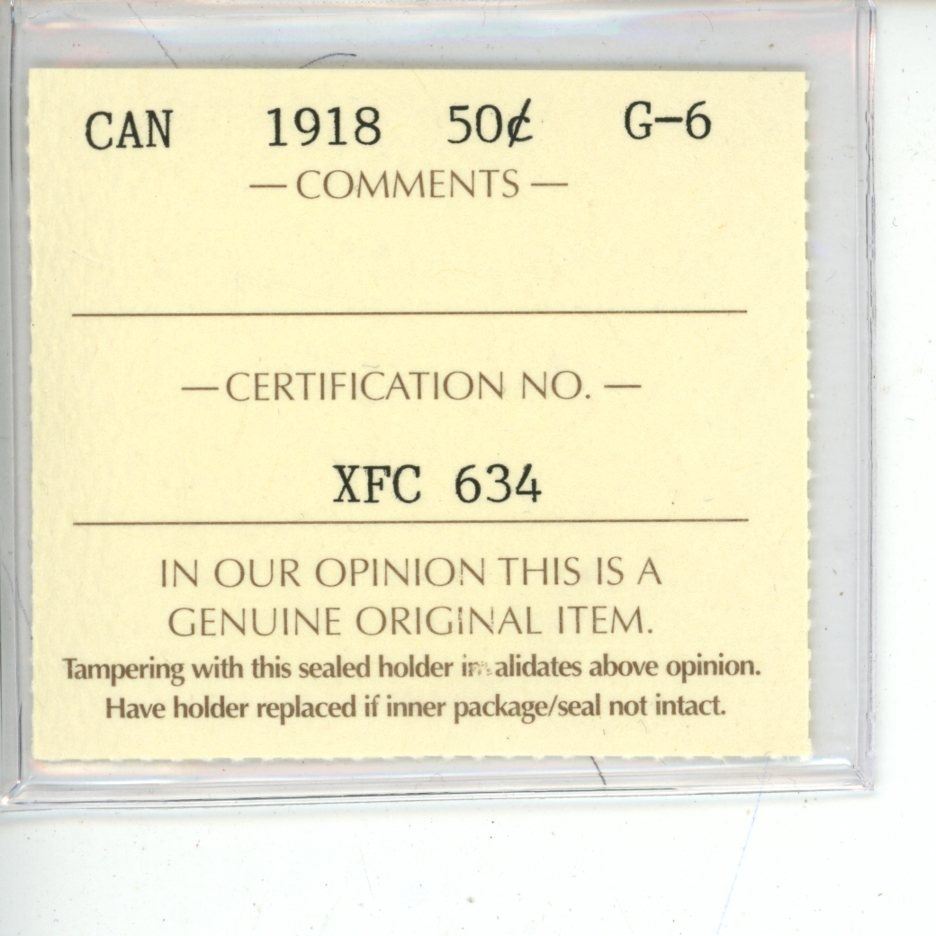 CAN 1918 50¢ G-6
— COMMENTS —
— CERTIFICATION NO. —
XFC 634
IN OUR OPINION THIS IS A
GENUINE ORIGINAL ITEM.
Tampering with this sealed holder invalidates above opinion.
Have holder replaced if inner package/seal not intact.